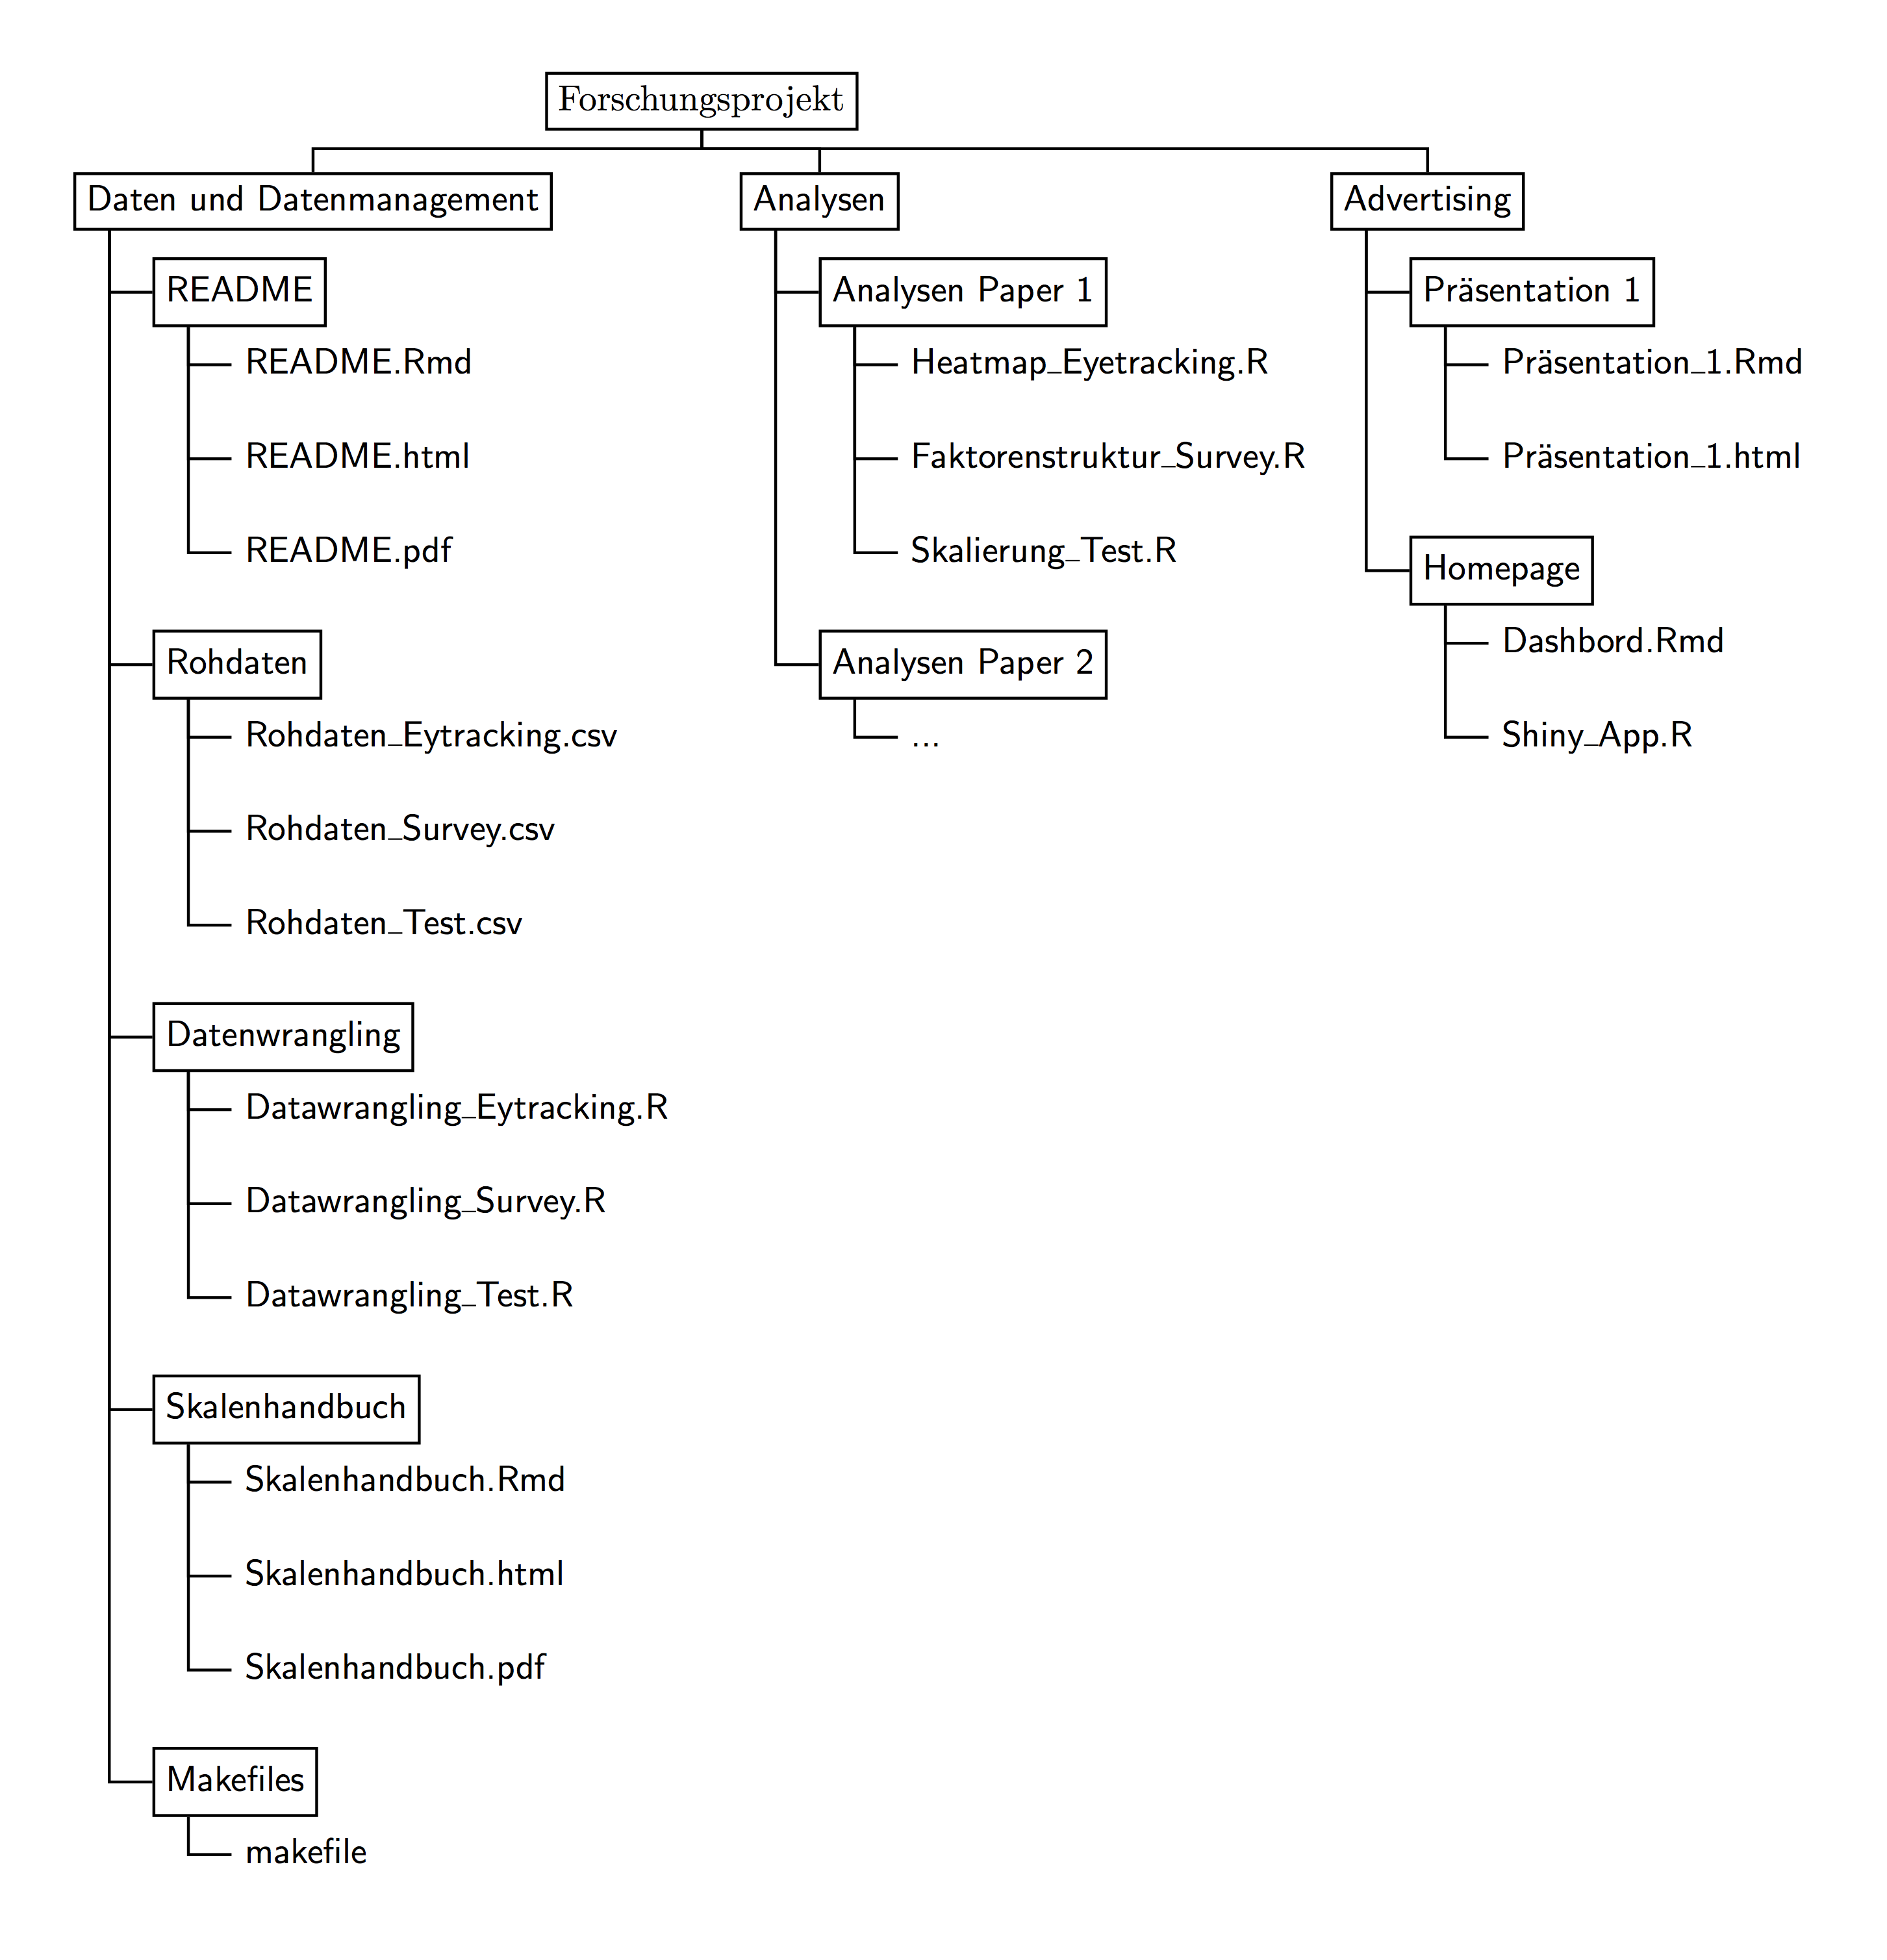 Forschungsprojekt
Daten und Datenmanagement
README
README.Rmd
README.html
README.pdf
Rohdaten
Rohdaten_Eytracking.csv
Rohdaten_Survey.csv
Rohdaten_Test.csv
Datenwrangling
Datawrangling_Eytracking.R
Datawrangling_Survey.R
Datawrangling_Test.R
Skalenhandbuch
Skalenhandbuch.Rmd
Skalenhandbuch.html
Skalenhandbuch.pdf
Makefiles
makefile
Analysen
Analysen Paper 1
Heatmap_Eyetracking.R
Faktorenstruktur_Survey.R
Skalierung_Test.R
Analysen Paper 2
...
Advertising
Präsentation 1
Präsentation_1.Rmd
Präsentation_1.html
Homepage
Dashbord.Rmd
Shiny_App.R